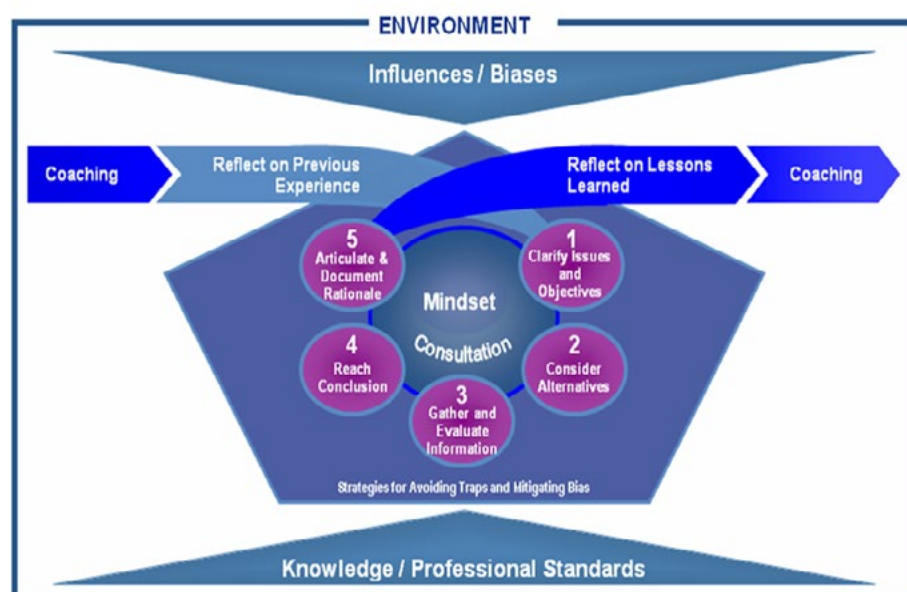 ENVIRONMENT
Influences / Biases
Coaching
Reflect on Previous
Experience
Reflect on Lessons
Learned
Coaching
5
Articulate &
Document
Rationale
1
Clarify Issues
and
Objectives
Mindset
Consultation
4
Reach
Conclusion
2
Consider
Alternatives
3
Gather and
Evaluate
Information
Strategies for Avoiding Traps and Mitigating Bias
Knowledge / Professional Standards